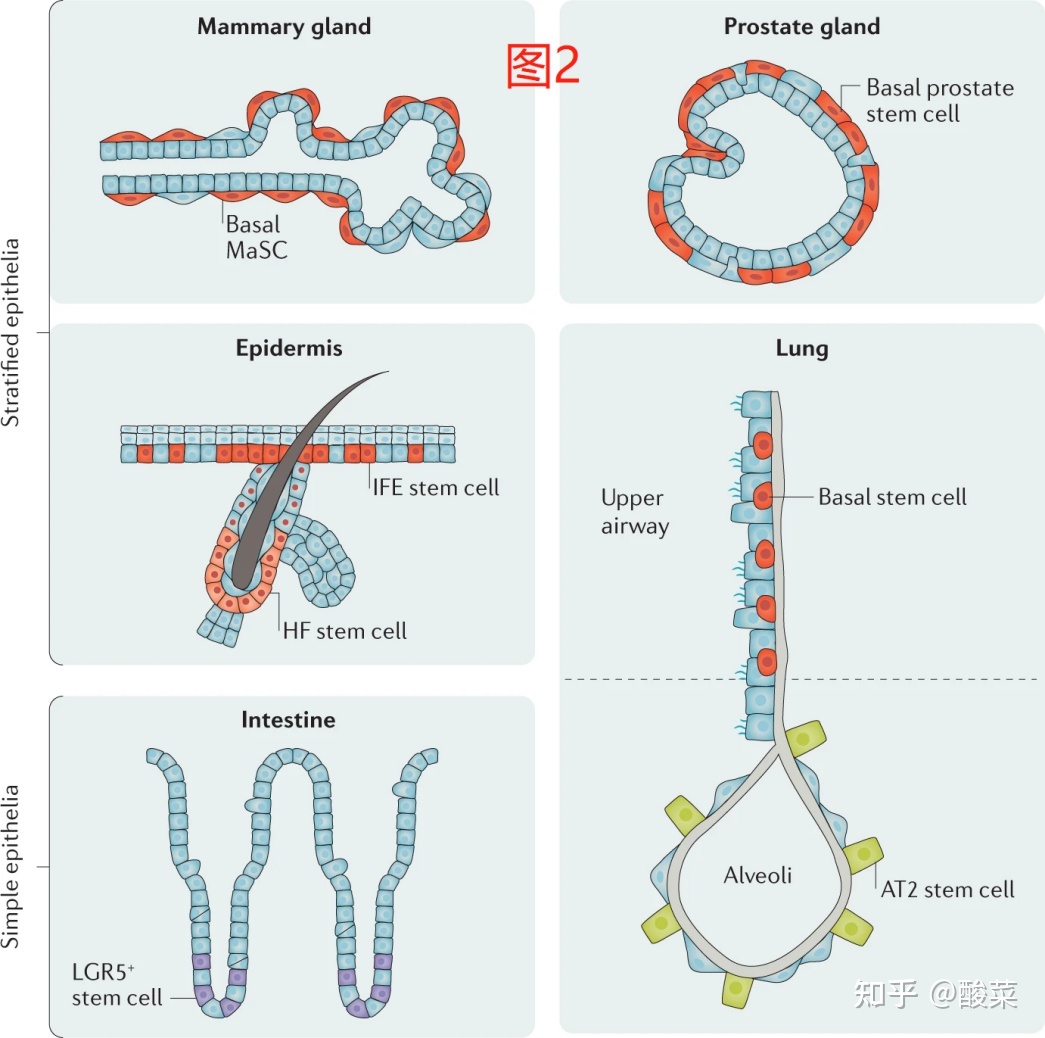 Mammary gland
图2
Prostate gland
Basal prostate
stem cell
Basal
MaSC
Stratified epithelia
Epidermis
IFE stem cell
HF stem cell
Lung
Upper
airway
Basal stem cell
Alveoli
AT2 stem cell
Simple epithelia
Intestine
LGR5⁺
stem cell
知乎 @酸菜